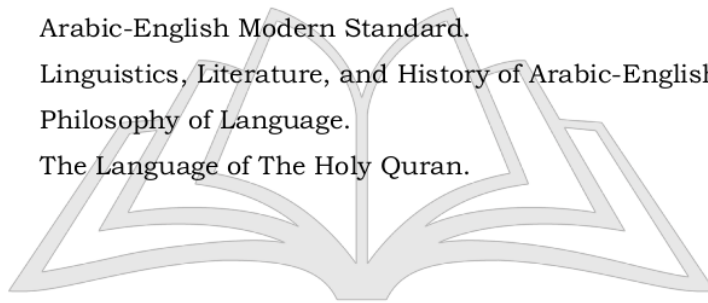 Arabic-English Modern Standard.
Linguistics, Literature, and History of Arabic-English
Philosophy of Language.
The Language of The Holy Quran.